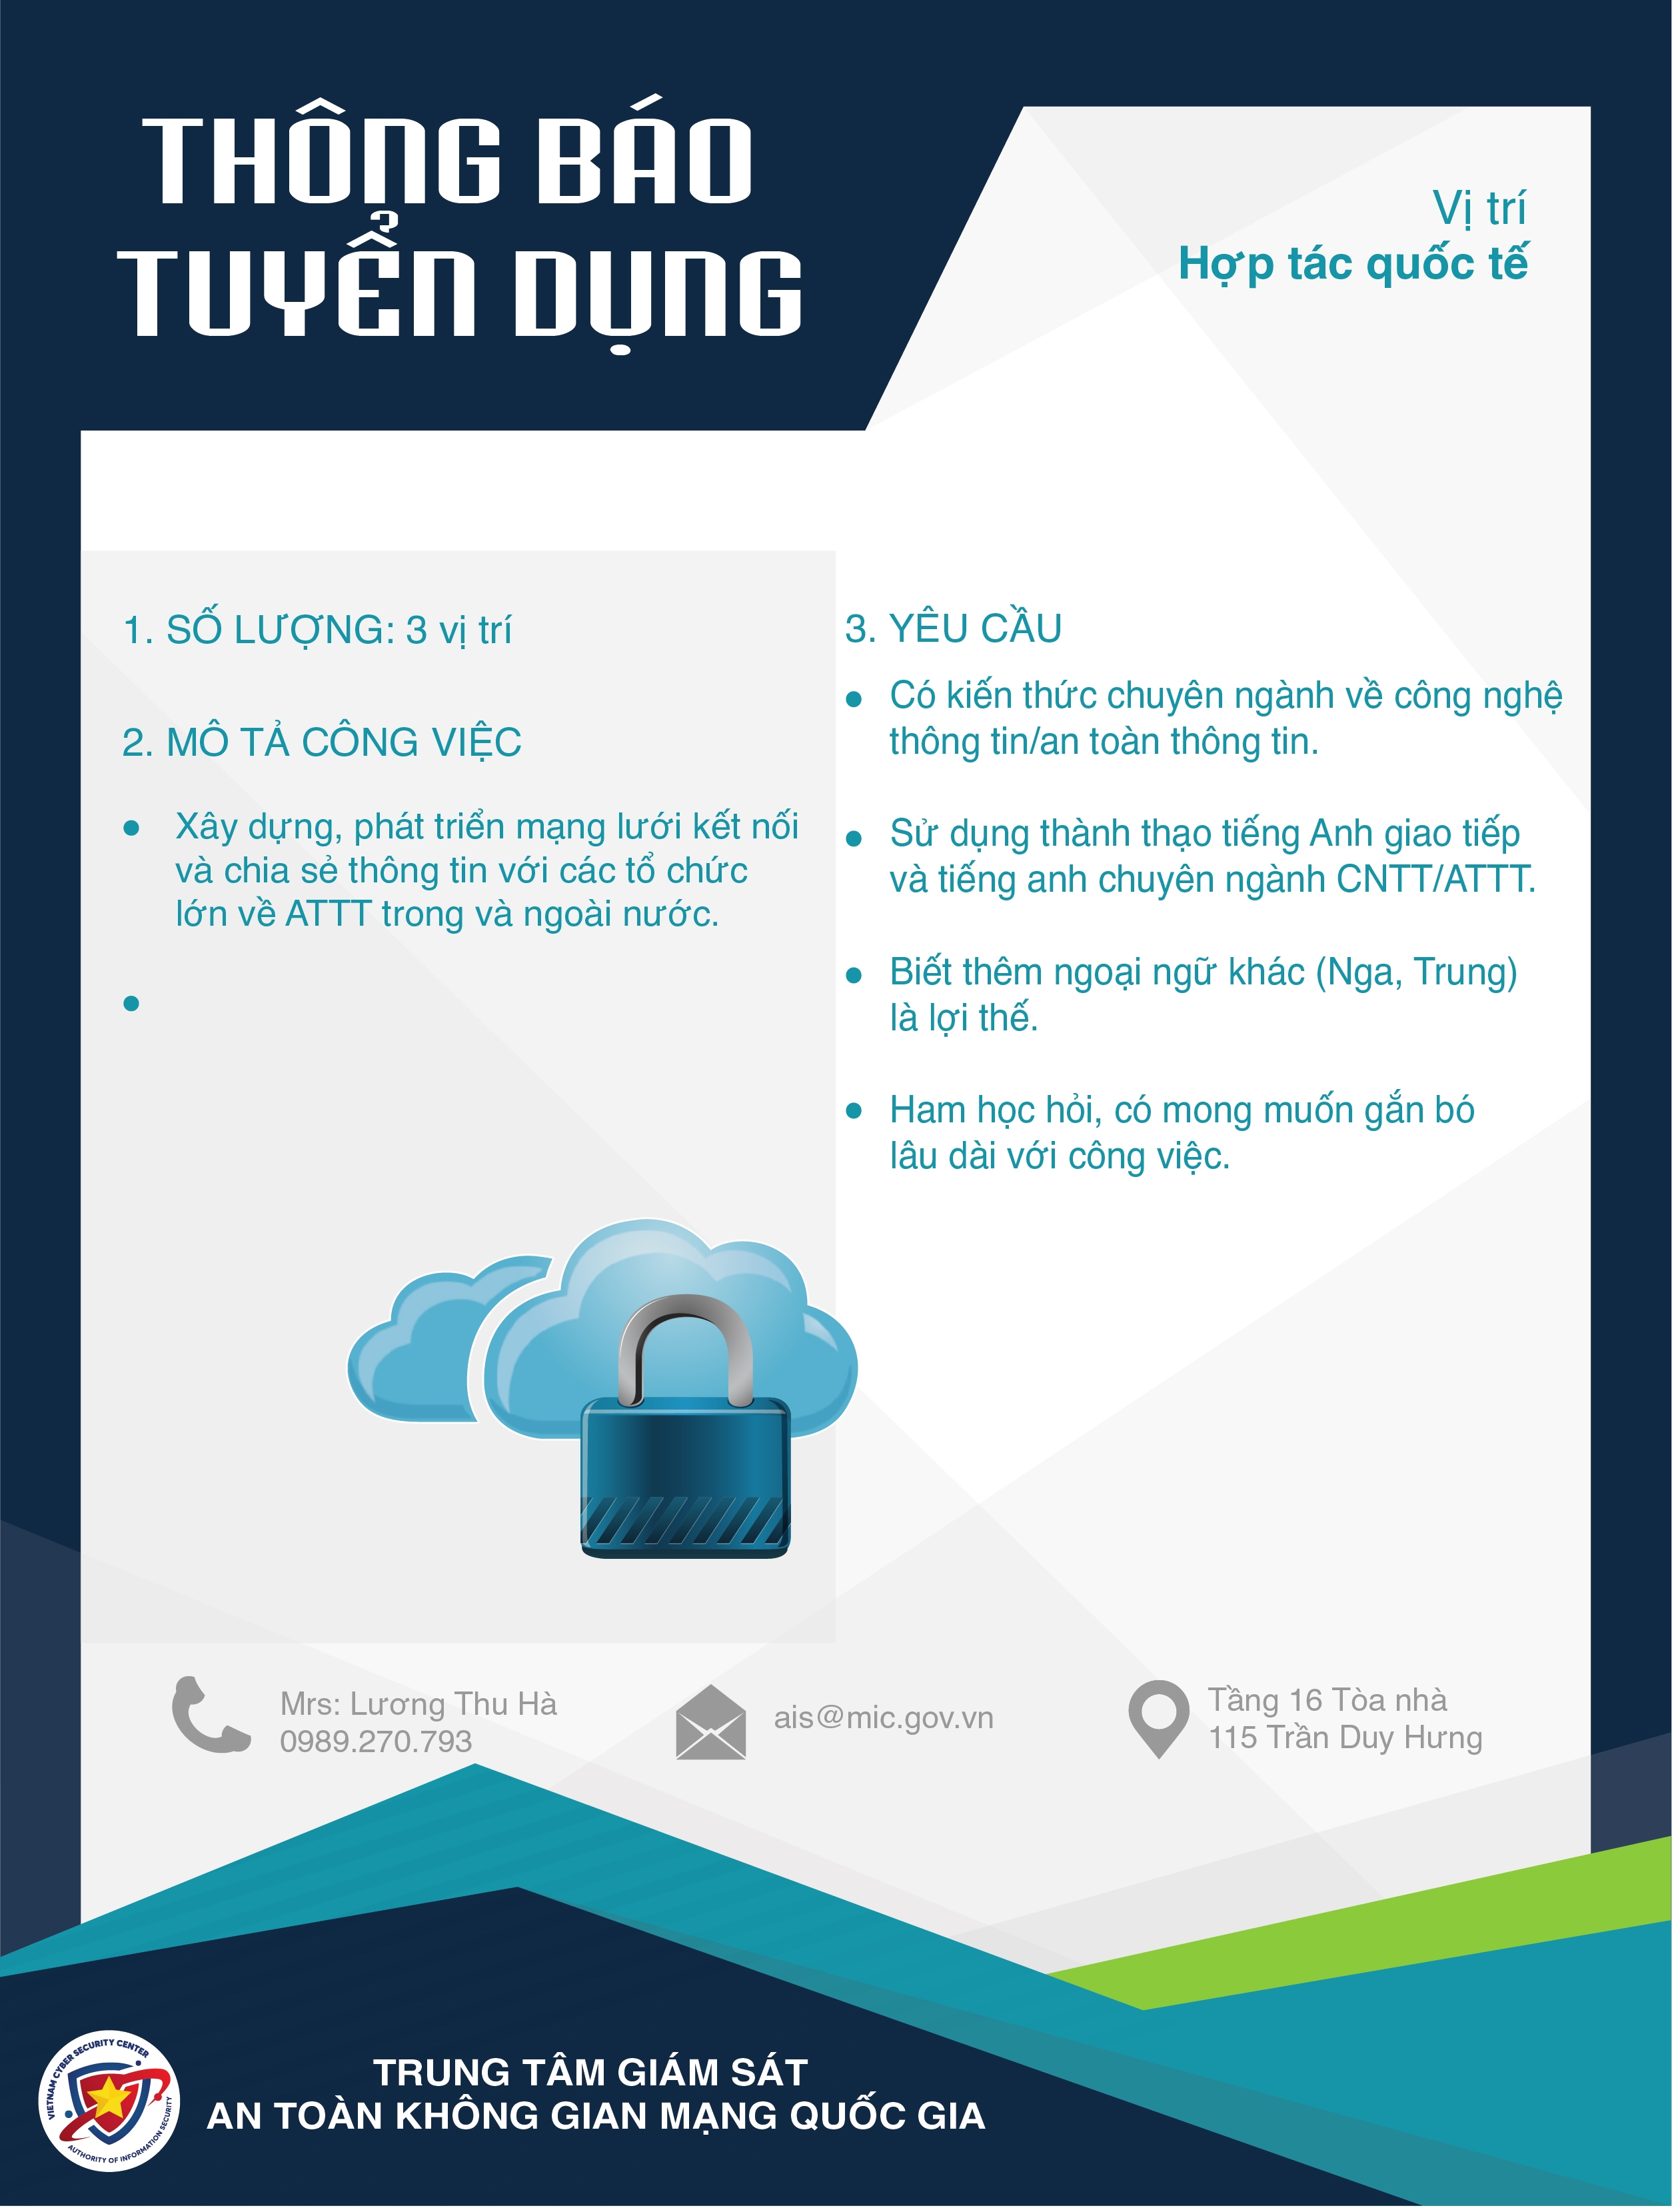 THÔNG BÁO
TUYỂN DỤNG
Vị trí
Hợp tác quốc tế
1. SỐ LƯỢNG: 3 vị trí
2. MÔ TẢ CÔNG VIỆC
● Xây dựng, phát triển mạng lưới kết nối
và chia sẻ thông tin với các tổ chức
lớn về ATTT trong và ngoài nước.
●
3. YÊU CẦU
● Có kiến thức chuyên ngành về công nghệ
thông tin/an toàn thông tin.
● Sử dụng thành thạo tiếng Anh giao tiếp
và tiếng anh chuyên ngành CNTT/ATTT.
● Biết thêm ngoại ngữ khác (Nga, Trung)
là lợi thế.
● Ham học hỏi, có mong muốn gắn bó
lâu dài với công việc.
Mrs: Lương Thu Hà
0989.270.793
ais@mic.gov.vn
Tầng 16 Tòa nhà
115 Trần Duy Hưng
VIETNAM CYBER SECURITY CENTER
AUTHORITY OF INFORMATION SECURITY
TRUNG TÂM GIÁM SÁT
AN TOÀN KHÔNG GIAN MẠNG QUỐC GIA